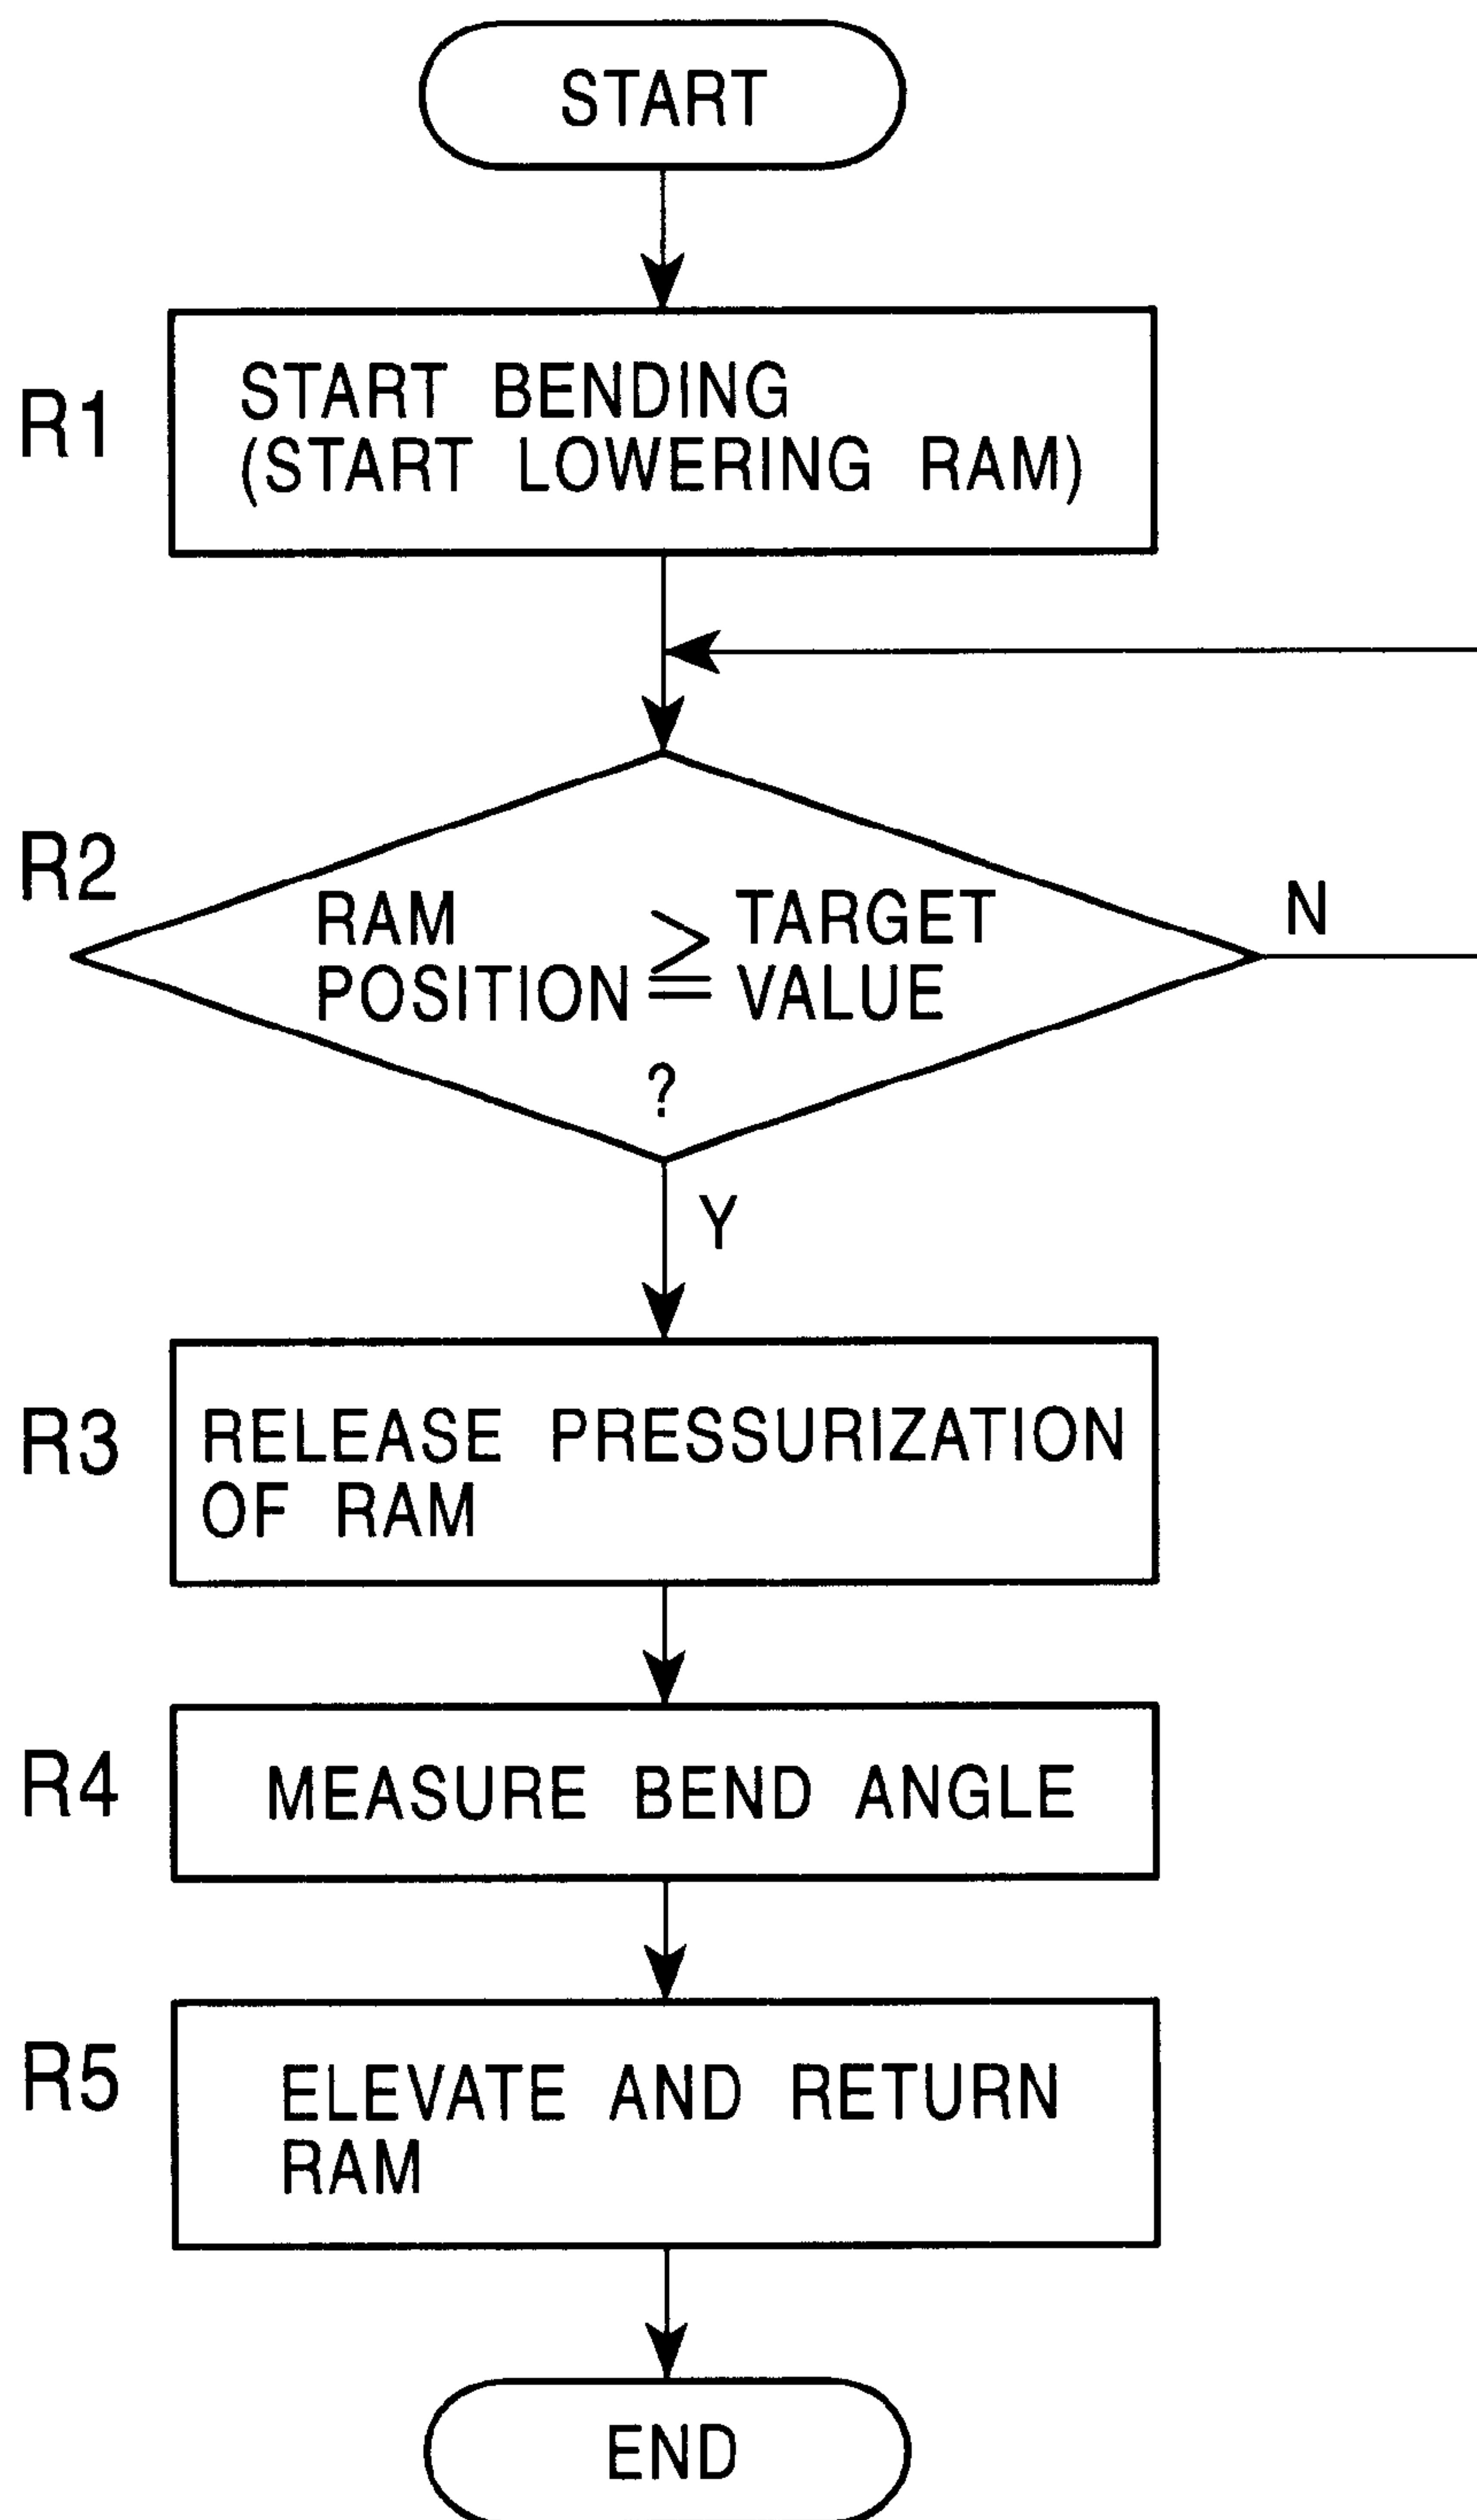 START
R1
START BENDING
(START LOWERING RAM)
R2
RAM
POSITION
≧
TARGET
VALUE
?
N
Y
R3
RELEASE PRESSURIZATION
OF RAM
R4
MEASURE BEND ANGLE
R5
ELEVATE AND RETURN
RAM
END